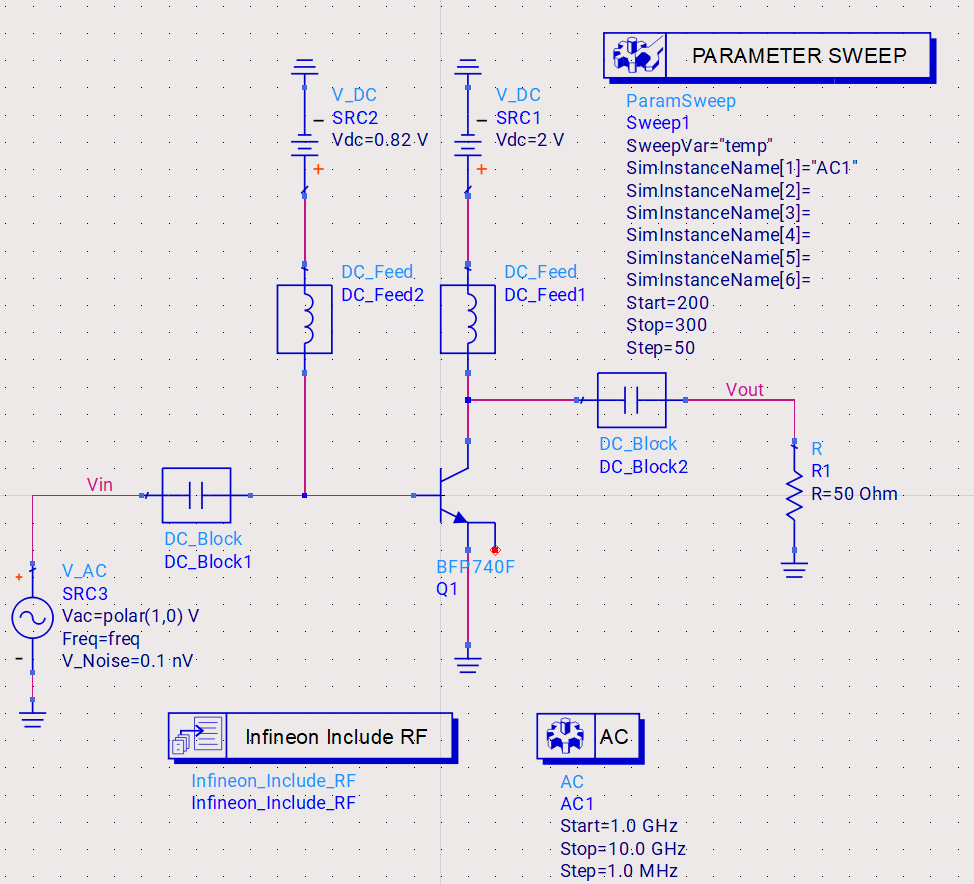 PARAMETER SWEEP
ParamSweep
Sweep1
SweepVar="temp"
SimInstanceName[1]="AC1"
SimInstanceName[2]=
SimInstanceName[3]=
SimInstanceName[4]=
SimInstanceName[5]=
SimInstanceName[6]=
Start=200
Stop=300
Step=50
V_DC
SRC2
Vdc=0.82 V
V_DC
SRC1
Vdc=2 V
DC_Feed
DC_Feed2
DC_Feed
DC_Feed1
Vout
DC_Block
DC_Block2
R
R1
R=50 Ohm
Vin
DC_Block
DC_Block1
BFP740F
Q1
V_AC
SRC3
Vac=polar(1,0) V
Freq=freq
V_Noise=0.1 nV
Infineon Include RF
Infineon_Include_RF
Infineon_Include_RF
AC
AC
AC1
Start=1.0 GHz
Stop=10.0 GHz
Step=1.0 MHz